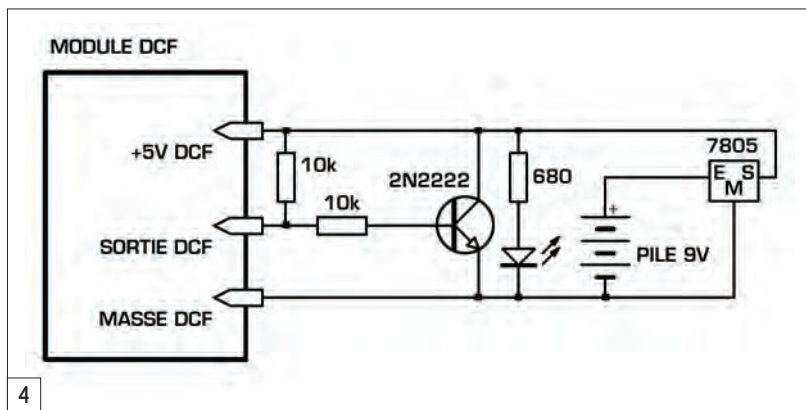 MODULE DCF
+5V DCF
10k
10k
SORTIE DCF
MASSE DCF
2N2222
680
7805
E S
M
+
PILE 9V
4